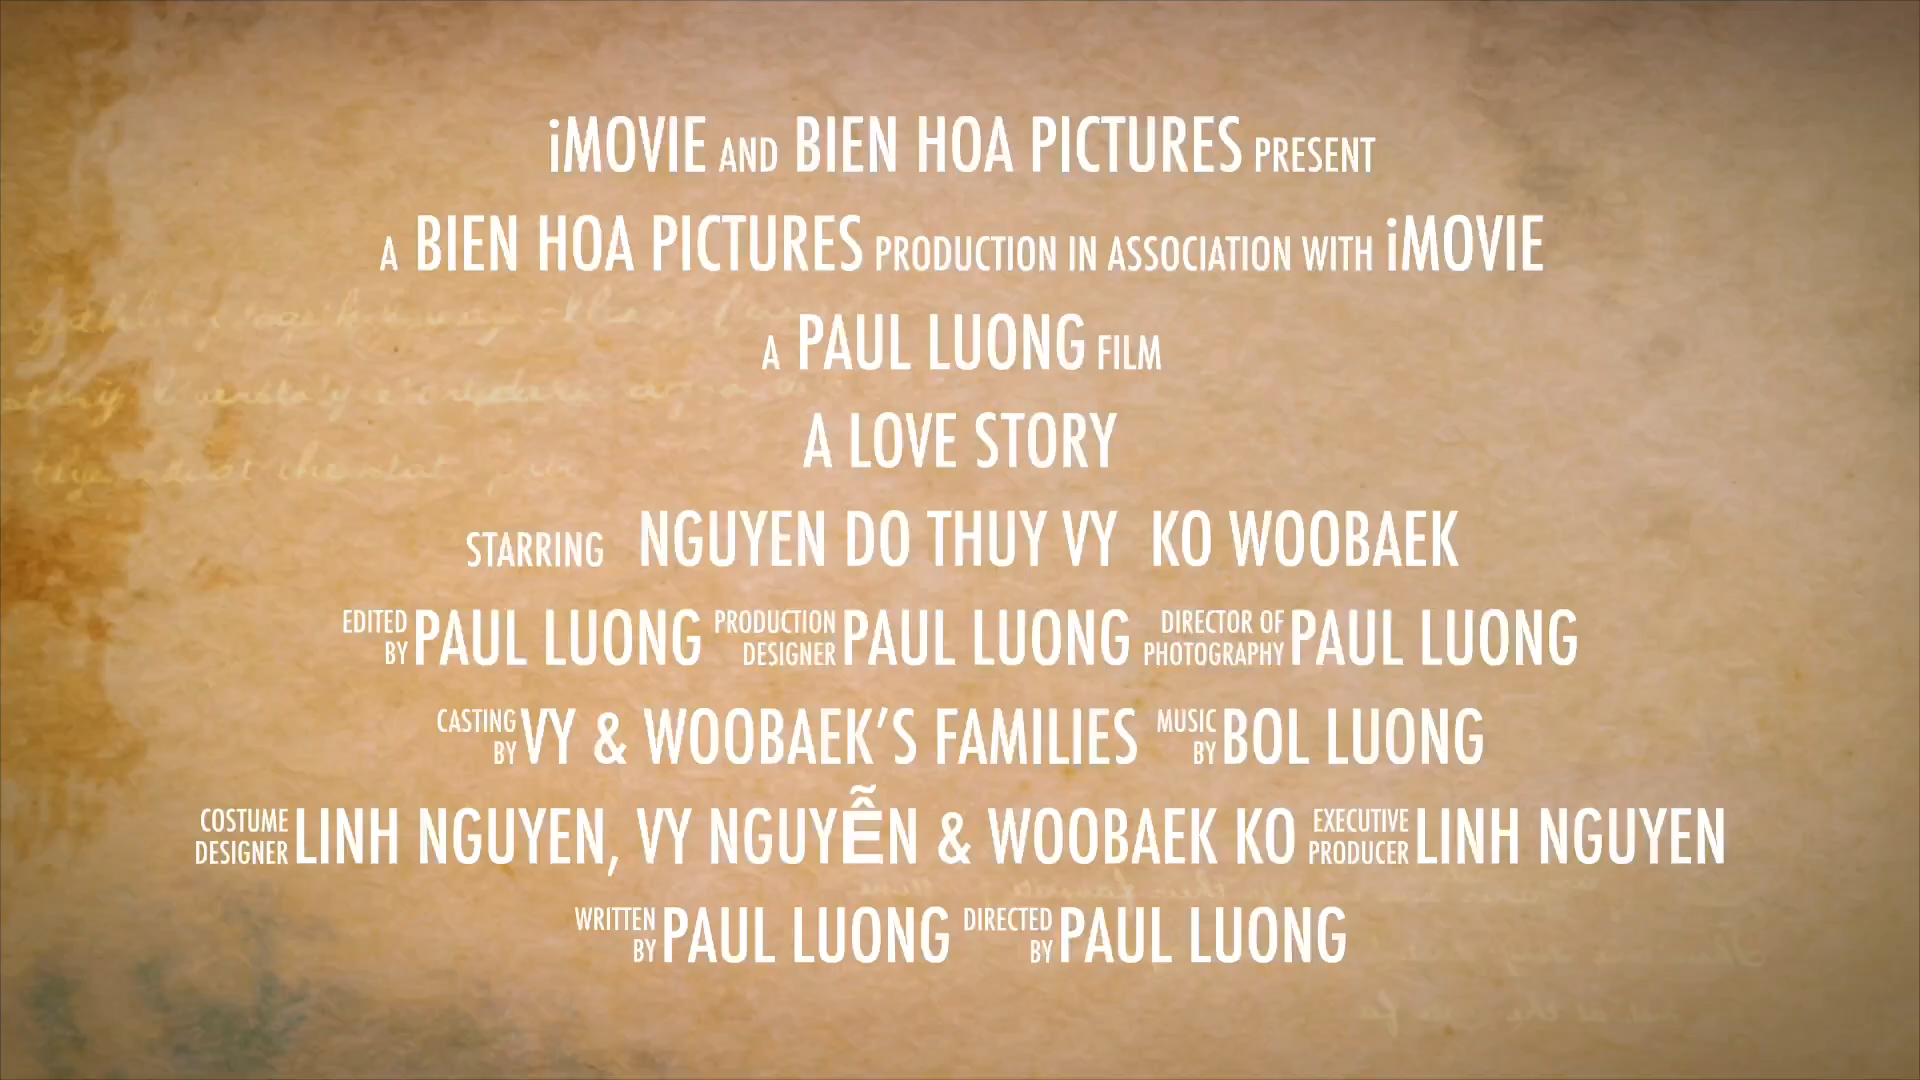 iMOVIE AND BIEN HOA PICTURES PRESENT
A BIEN HOA PICTURES PRODUCTION IN ASSOCIATION WITH iMOVIE
A PAUL LUONG FILM
A LOVE STORY
STARRING NGUYEN DO THUY VY KO WOOBAEK
EDITED BY PAUL LUONG PRODUCTION DESIGNER PAUL LUONG DIRECTOR OF PHOTOGRAPHY PAUL LUONG
CASTING BY VY & WOOBAEK'S FAMILIES MUSIC BY BOL LUONG
COSTUME DESIGNER LINH NGUYEN, VY NGUYỄN & WOOBAEK KO EXECUTIVE PRODUCER LINH NGUYEN
WRITTEN BY PAUL LUONG DIRECTED BY PAUL LUONG